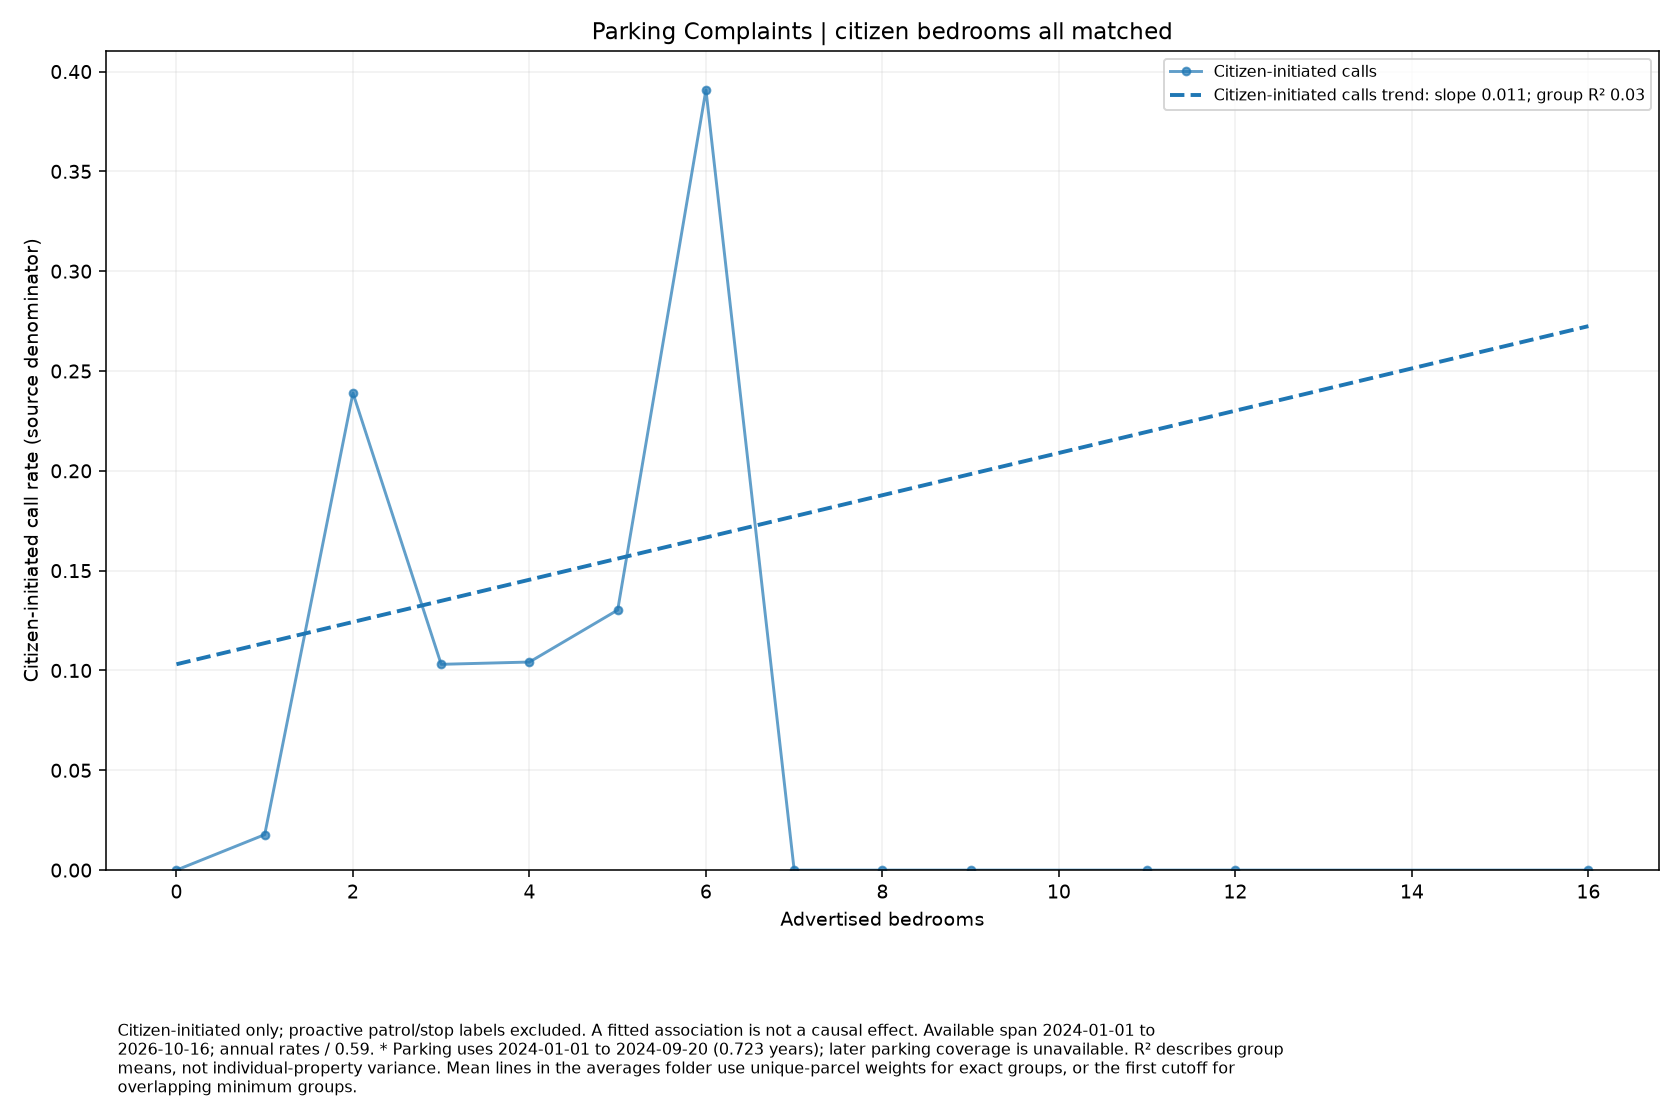 Parking Complaints | citizen bedrooms all matched
Citizen-initiated calls
Citizen-initiated calls trend: slope 0.011; group R² 0.03
Citizen-initiated call rate (source denominator)
0.40
0.35
0.30
0.25
0.20
0.15
0.10
0.05
0.00
0 2 4 6 8 10 12 14 16
Advertised bedrooms
Citizen-initiated only; proactive patrol/stop labels excluded. A fitted association is not a causal effect. Available span 2024-01-01 to
2026-10-16; annual rates / 0.59. * Parking uses 2024-01-01 to 2024-09-20 (0.723 years); later parking coverage is unavailable. R² describes group
means, not individual-property variance. Mean lines in the averages folder use unique-parcel weights for exact groups, or the first cutoff for
overlapping minimum groups.